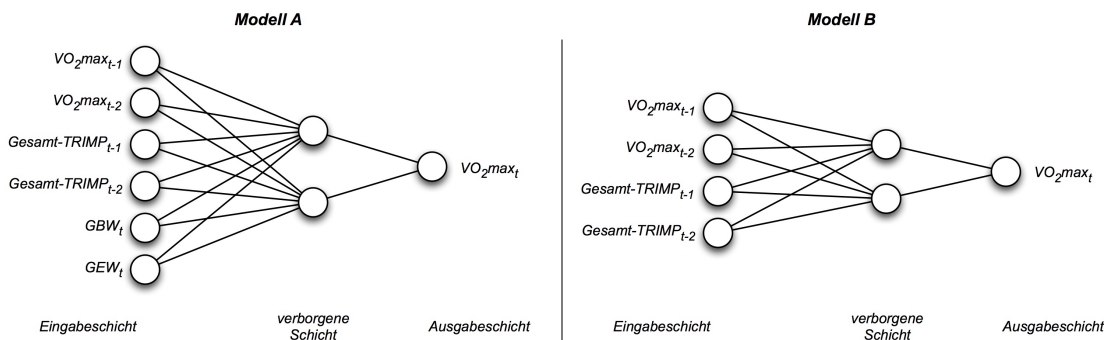 Modell A
VO2maxt-1
VO2maxt-2
Gesamt-TRIMPt-1
Gesamt-TRIMPt-2
GBWt
GEWt
VO2maxt
Eingabeschicht
verborgene
Schicht
Ausgabeschicht
Modell B
VO2maxt-1
VO2maxt-2
Gesamt-TRIMPt-1
Gesamt-TRIMPt-2
VO2maxt
Eingabeschicht
verborgene
Schicht
Ausgabeschicht